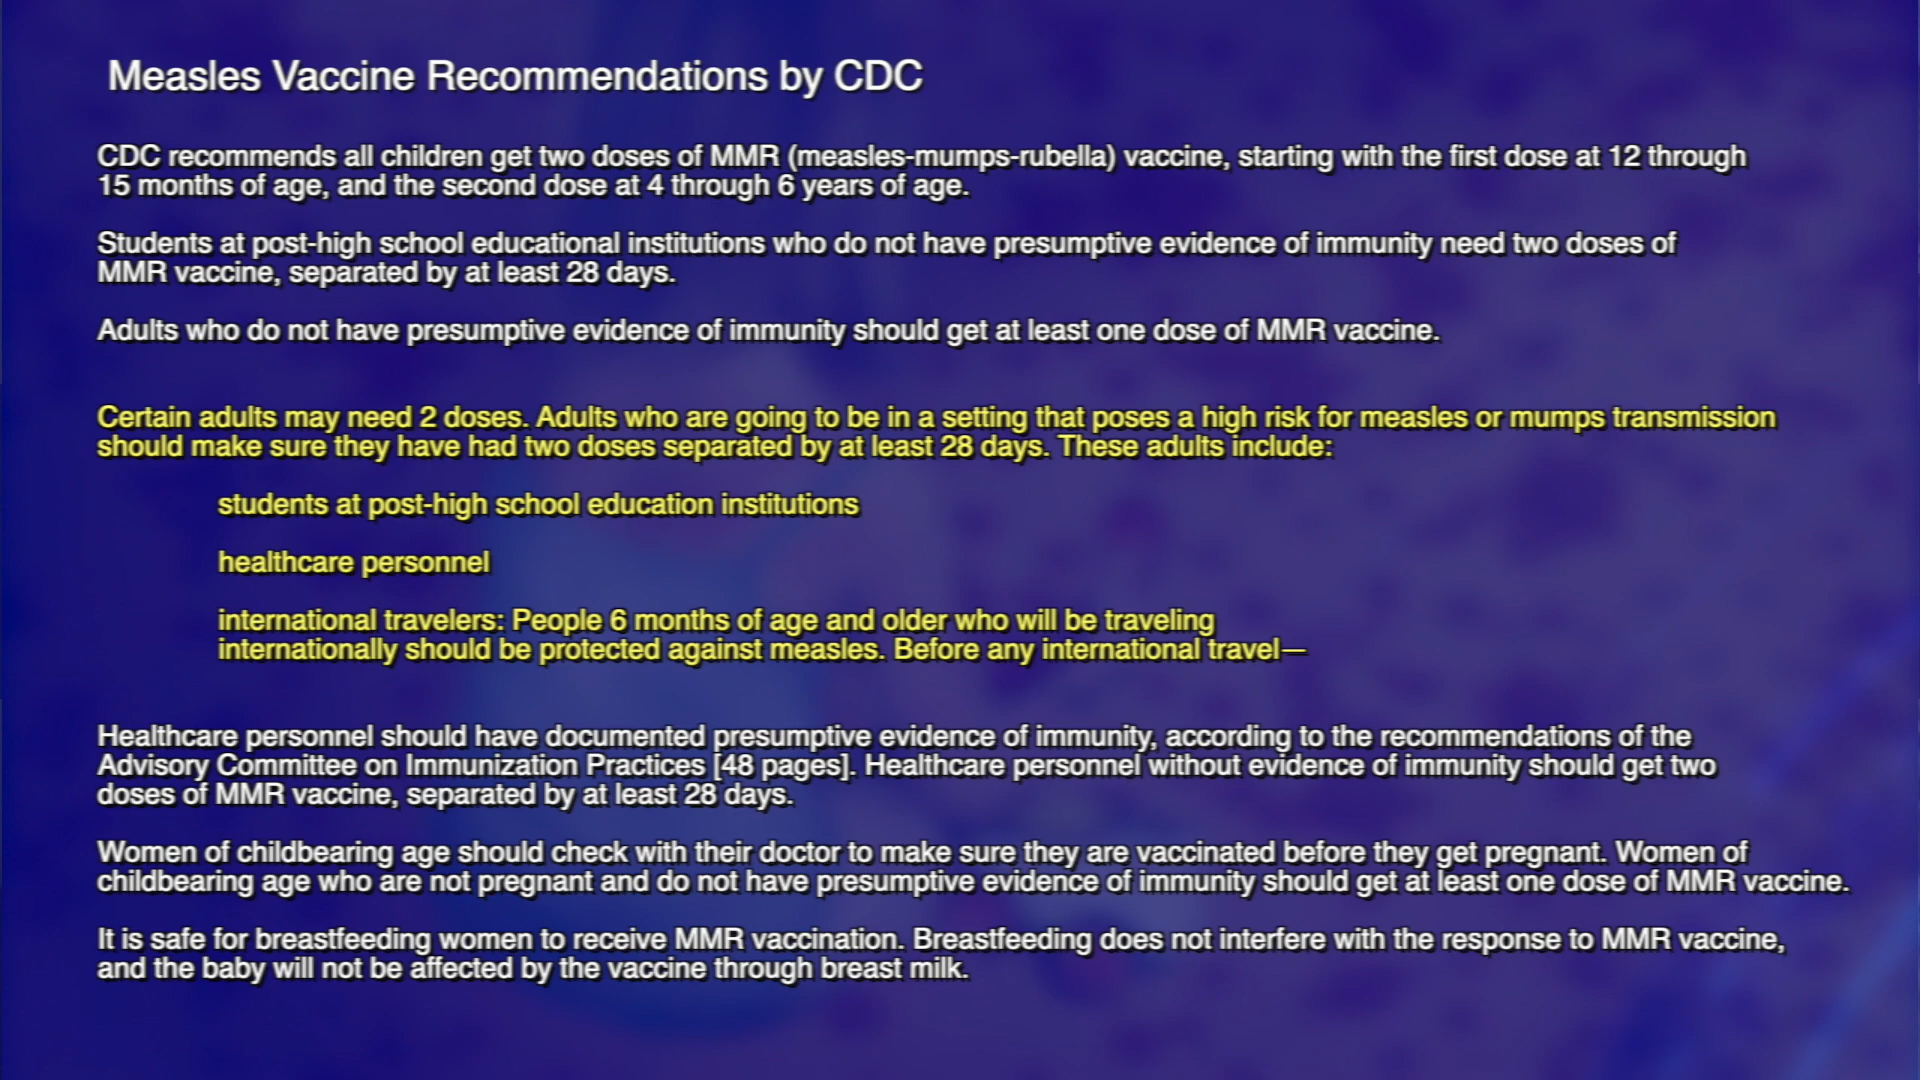 Measles Vaccine Recommendations by CDC
CDC recommends all children get two doses of MMR (measles-mumps-rubella) vaccine, starting with the first dose at 12 through
15 months of age, and the second dose at 4 through 6 years of age.
Students at post-high school educational institutions who do not have presumptive evidence of immunity need two doses of
MMR vaccine, separated by at least 28 days.
Adults who do not have presumptive evidence of immunity should get at least one dose of MMR vaccine.
Certain adults may need 2 doses. Adults who are going to be in a setting that poses a high risk for measles or mumps transmission
should make sure they have had two doses separated by at least 28 days. These adults include:
students at post-high school education institutions
healthcare personnel
international travelers: People 6 months of age and older who will be traveling
internationally should be protected against measles. Before any international travel—
Healthcare personnel should have documented presumptive evidence of immunity, according to the recommendations of the
Advisory Committee on Immunization Practices [48 pages]. Healthcare personnel without evidence of immunity should get two
doses of MMR vaccine, separated by at least 28 days.
Women of childbearing age should check with their doctor to make sure they are vaccinated before they get pregnant. Women of
childbearing age who are not pregnant and do not have presumptive evidence of immunity should get at least one dose of MMR vaccine.
It is safe for breastfeeding women to receive MMR vaccination. Breastfeeding does not interfere with the response to MMR vaccine,
and the baby will not be affected by the vaccine through breast milk.